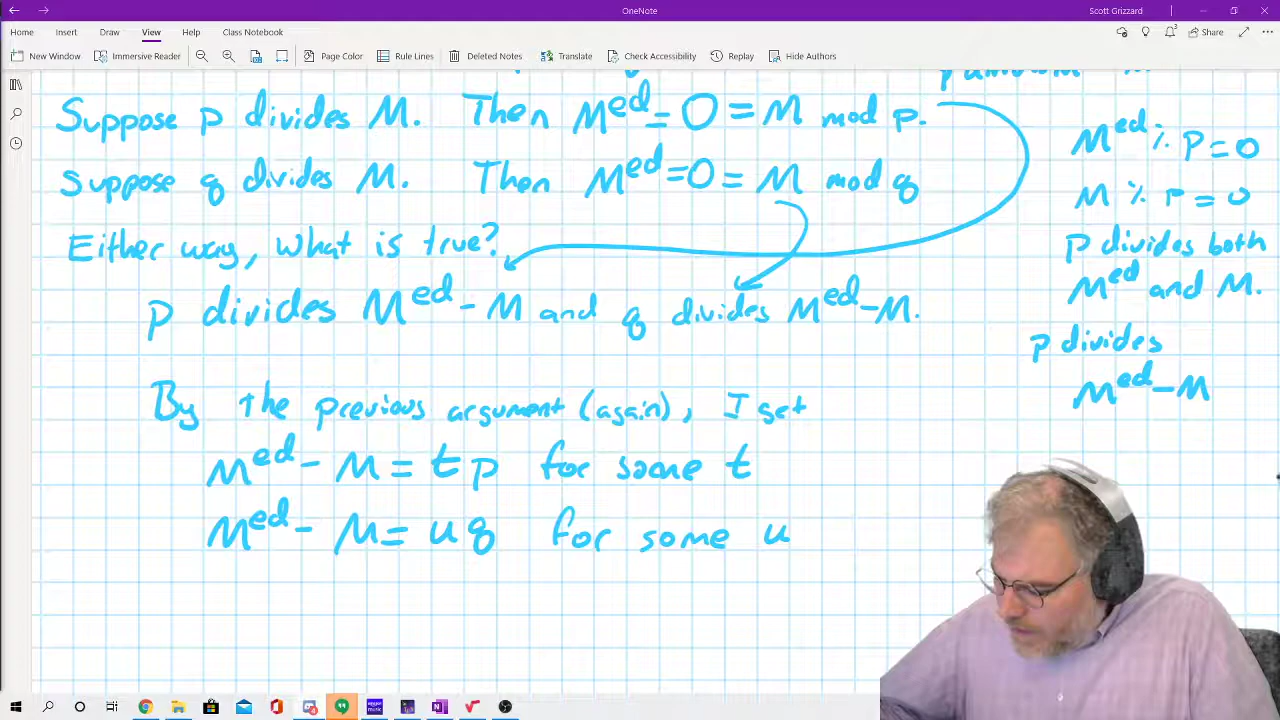 OneNote
Scott Grizzard
Home Insert Draw View Help Class Notebook
Share
New Window Immersive Reader Page Color Rule Lines Deleted Notes Translate Check Accessibility Replay Hide Authors
Suppose p divides M. Then M^ed = 0 = M mod p.
Suppose q divides M. Then M^ed = 0 = M mod q
Either way, what is true?
p divides M^ed - M and q divides M^ed - M.
By the previous argument (again), I get
M^ed - M = t p for some t
M^ed - M = u q for some u
M^ed % p = 0
M % p = 0
p divides both
M^ed and M.
p divides
M^ed - M